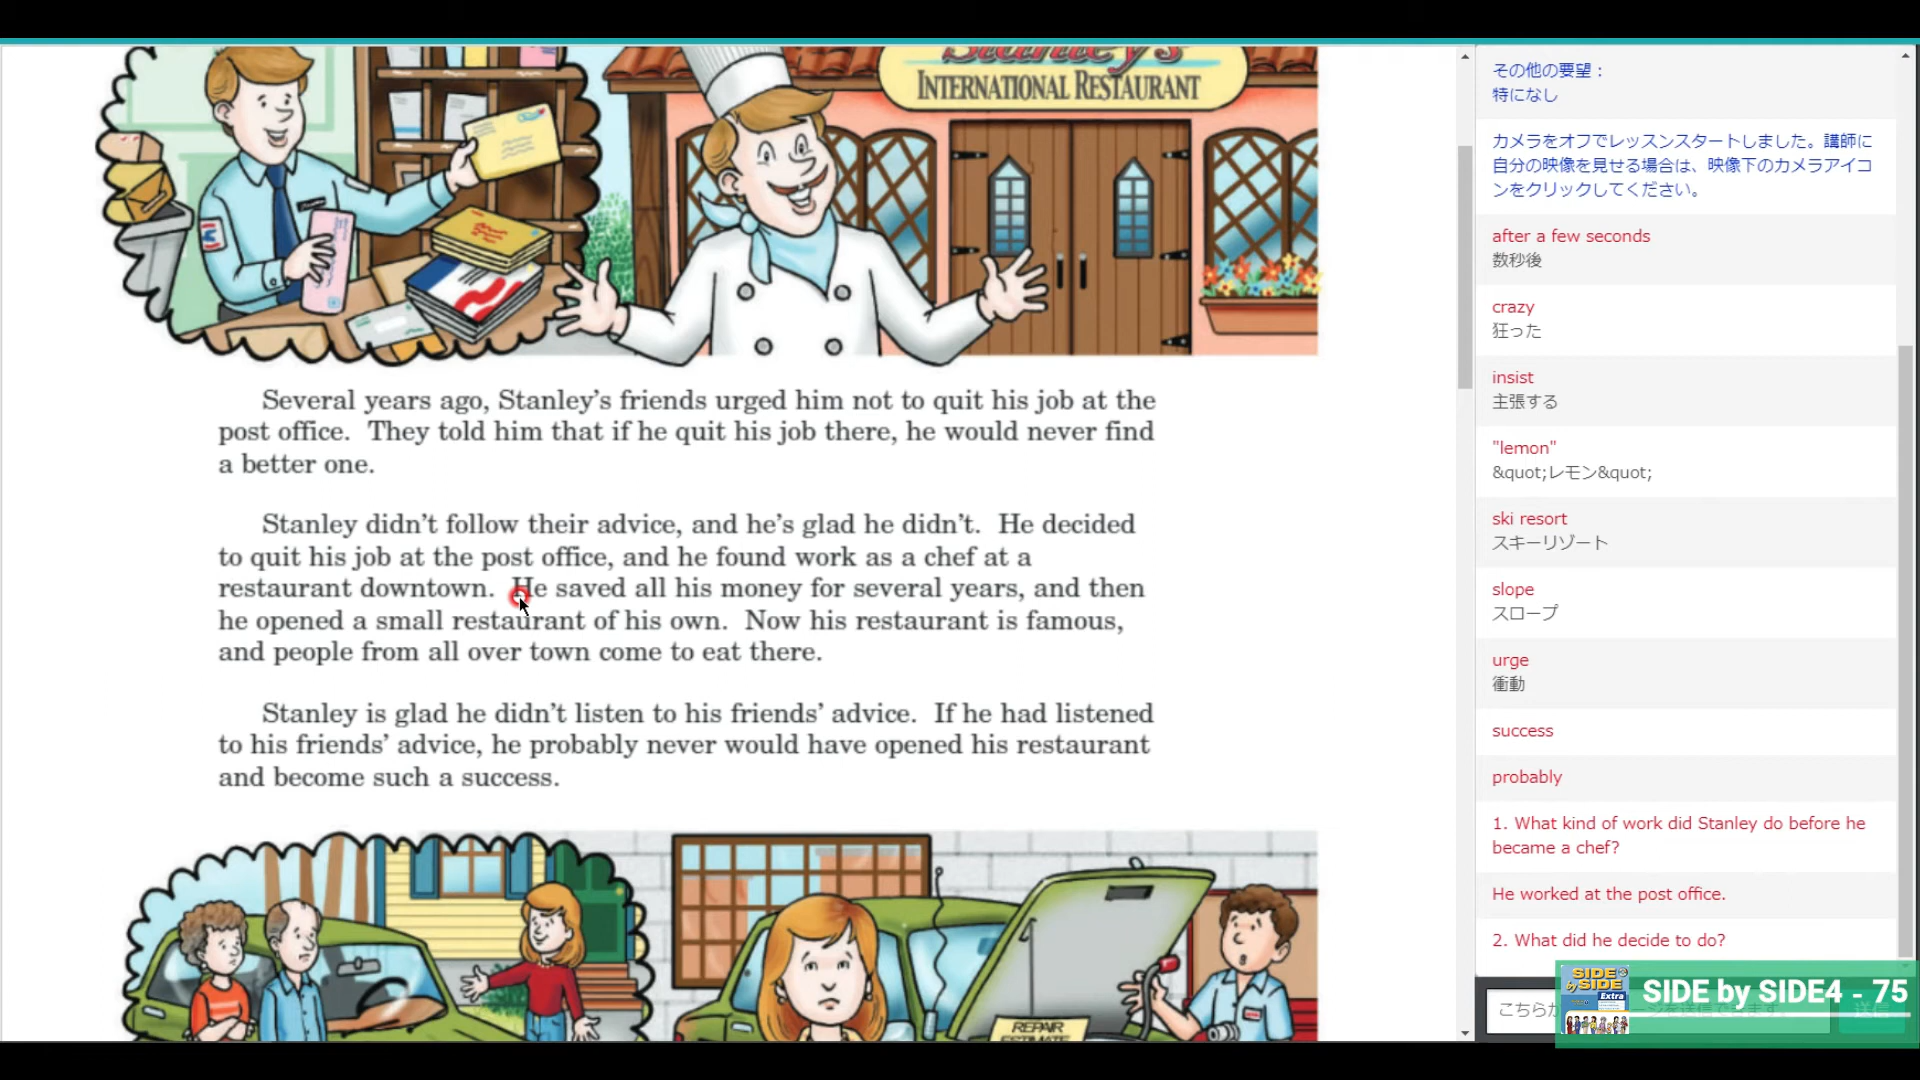 Stanley's
INTERNATIONAL RESTAURANT
Several years ago, Stanley's friends urged him not to quit his job at the
post office. They told him that if he quit his job there, he would never find
a better one.
Stanley didn't follow their advice, and he's glad he didn't. He decided
to quit his job at the post office, and he found work as a chef at a
restaurant downtown. He saved all his money for several years, and then
he opened a small restaurant of his own. Now his restaurant is famous,
and people from all over town come to eat there.
Stanley is glad he didn't listen to his friends' advice. If he had listened
to his friends' advice, he probably never would have opened his restaurant
and become such a success.
REPAIR
ESTIMATE
その他の要望：
特になし
カメラをオフでレッスンスタートしました。講師に
自分の映像を見せる場合は、映像下のカメラアイコ
ンをクリックしてください。
after a few seconds
数秒後
crazy
狂った
insist
主張する
"lemon"
&quot;レモン&quot;
ski resort
スキーリゾート
slope
スロープ
urge
衝動
success
probably
1. What kind of work did Stanley do before he
became a chef?
He worked at the post office.
2. What did he decide to do?
こちらか
SIDE
by SIDE
Extra
SIDE by SIDE4 - 75